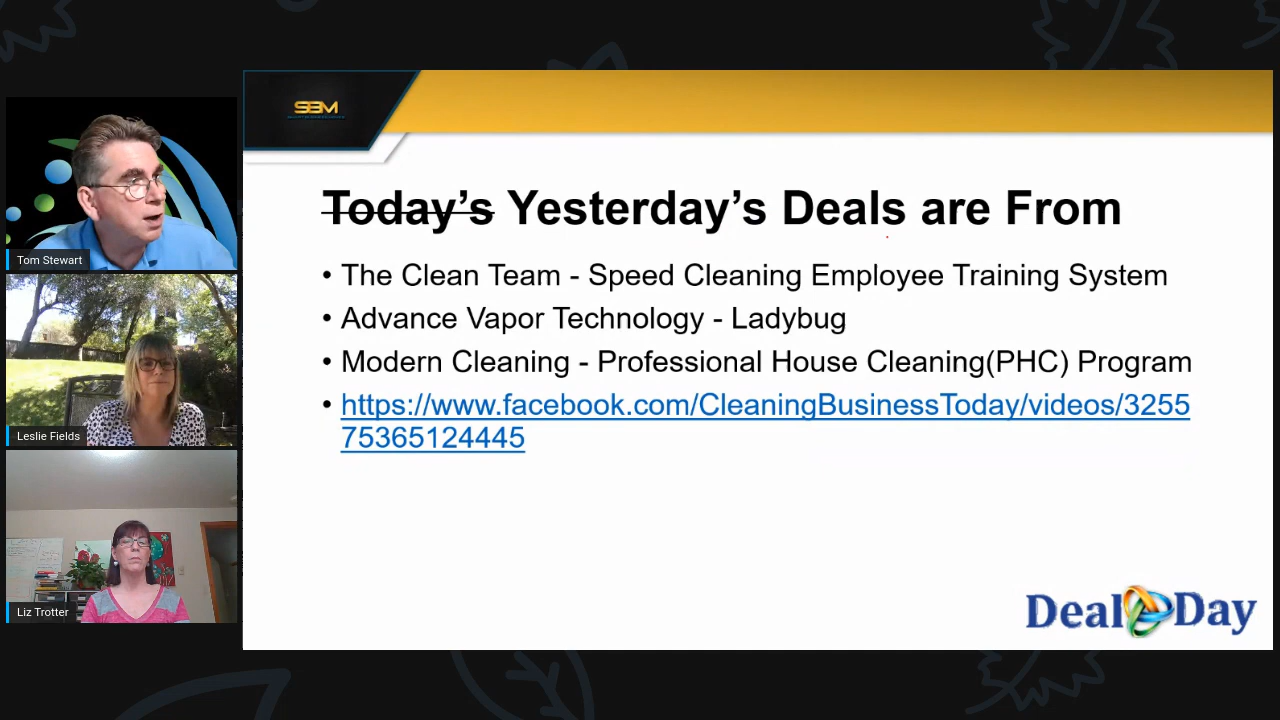 SBM
Today's Yesterday's Deals are From
• The Clean Team - Speed Cleaning Employee Training System
• Advance Vapor Technology - Ladybug
• Modern Cleaning - Professional House Cleaning(PHC) Program
• https://www.facebook.com/CleaningBusinessToday/videos/3255
75365124445
Tom Stewart
Leslie Fields
Liz Trotter
Deal Day